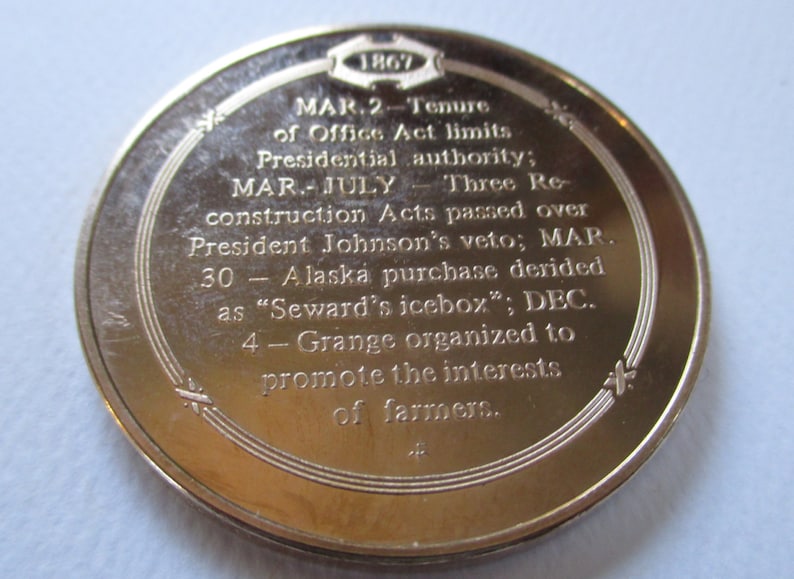 1867
MAR. 2 — Tenure
of Office Act limits
Presidential authority;
MAR.- JULY — Three Re-
construction Acts passed over
President Johnson's veto; MAR.
30 — Alaska purchase derided
as "Seward's icebox"; DEC.
4 — Grange organized to
promote the interests
of farmers.